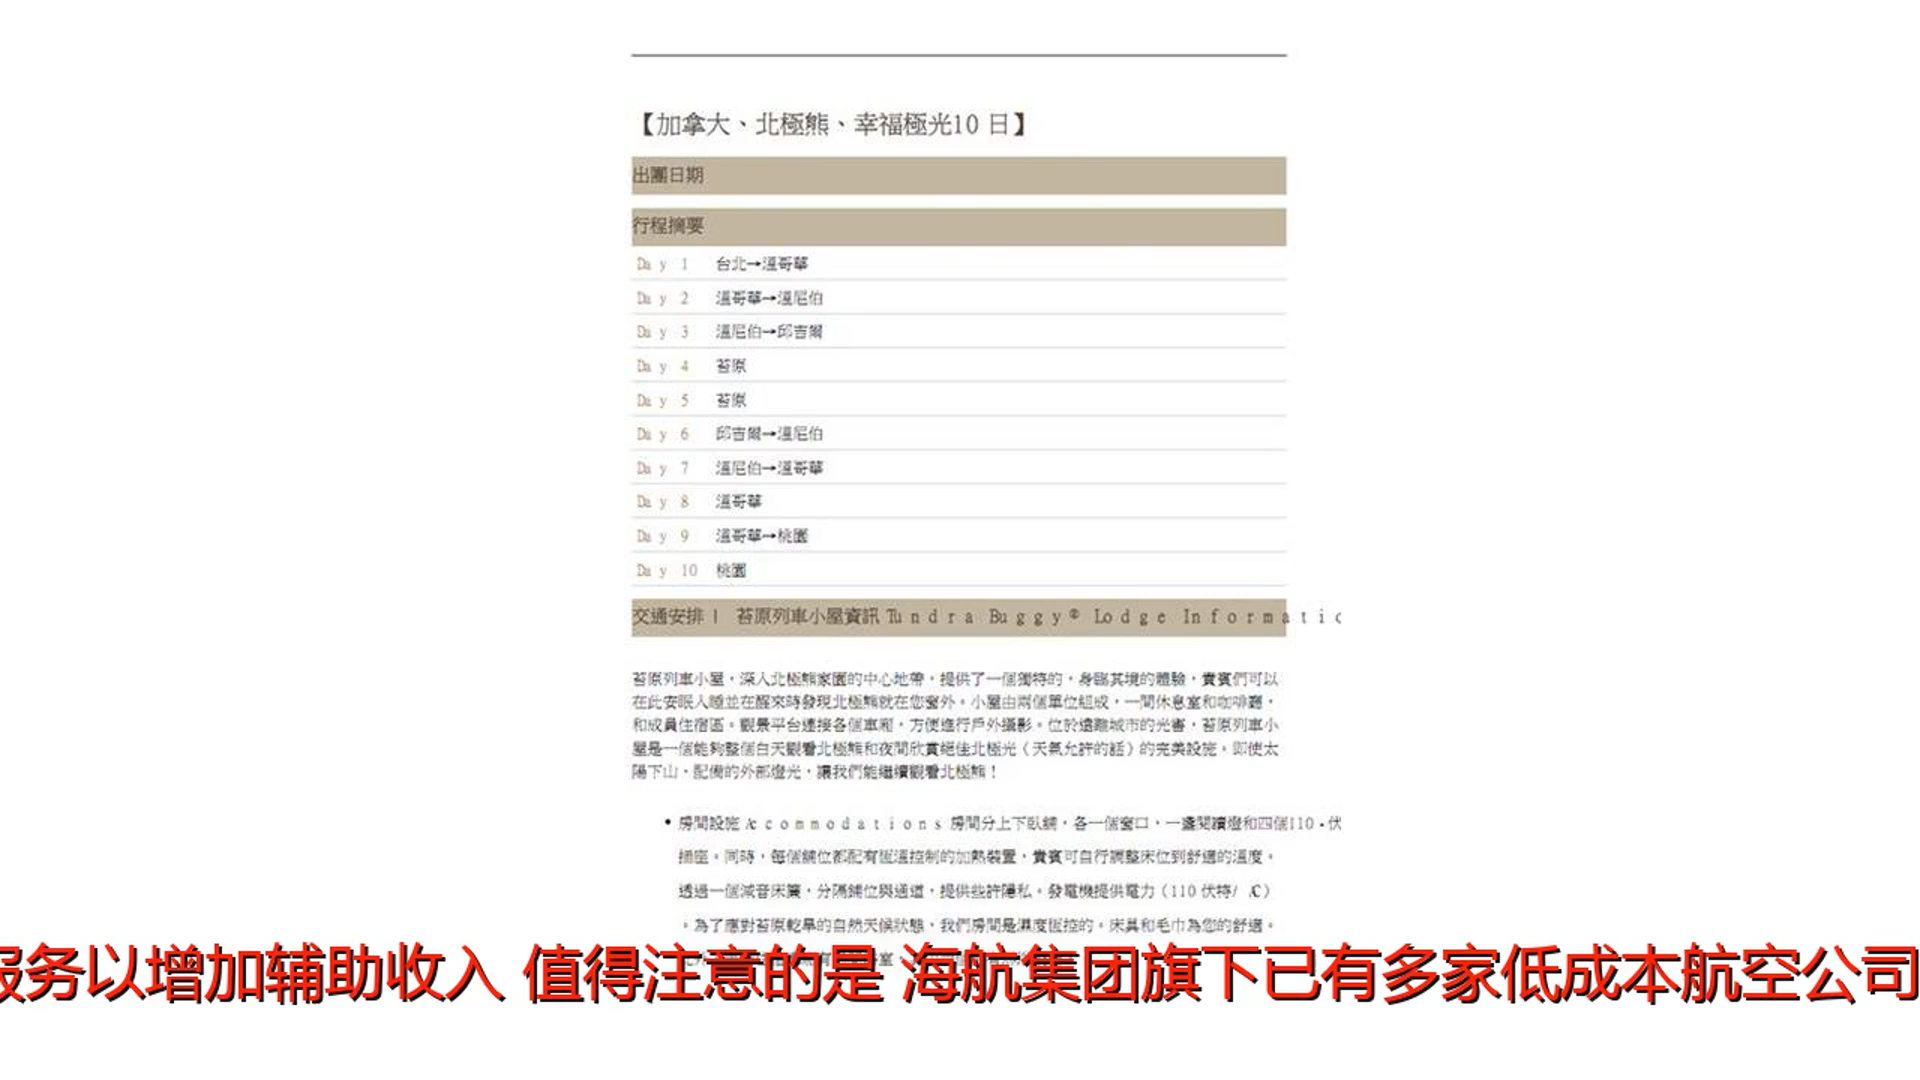 【加拿大、北極熊、幸福極光10 日】
出團日期
行程摘要
Day 1 台北→溫哥華
Day 2 溫哥華→溫尼伯
Day 3 溫尼伯→邱吉爾
Day 4 苔原
Day 5 苔原
Day 6 邱吉爾→溫尼伯
Day 7 溫尼伯→溫哥華
Day 8 溫哥華
Day 9 溫哥華→桃園
Day 10 桃園
交通安排 | 苔原列車小屋資訊 Tundra Buggy® Lodge Informatic
苔原列車小屋，深入北極熊家園的中心地帶，提供了一個獨特的，身臨其境的體驗，貴賓們可以
在此安眠入睡並在醒來時發現北極熊就在您窗外。小屋由兩個單位組成，一間休息室和咖啡廳，
和成員住宿區。觀景平台連接各個車廂，方便進行戶外攝影。位於遠離城市的光害，苔原列車小
屋是一個能夠整個白天觀看北極熊和夜間欣賞絕佳北極光（天氣允許的話）的完美設施。即使太
陽下山，配備的外部燈光，讓我們能繼續觀看北極熊！
• 房間設施 Accommodations 房間分上下臥鋪，各一個窗口，一盞閱讀燈和四個110-伏
插座。同時，每個鋪位都配有恆溫控制的加熱裝置，貴賓可自行調整床位到舒適的溫度。
透過一個減音床簾，分隔鋪位與通道，提供些許隱私。發電機提供電力（110 伏特/ AC）
。為了應對苔原乾旱的自然天候狀態，我們房間是濕度恆控的。床具和毛巾為您的舒適。
服务以增加辅助收入 值得注意的是 海航集团旗下已有多家低成本航空公司